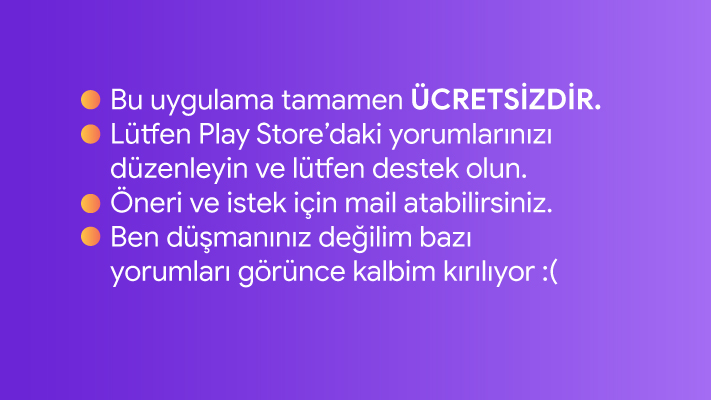 Bu uygulama tamamen ÜCRETSİZDİR.
Lütfen Play Store’daki yorumlarınızı
düzenleyin ve lütfen destek olun.
Öneri ve istek için mail atabilirsiniz.
Ben düşmanınız değilim bazı
yorumları görünce kalbim kırılıyor :(